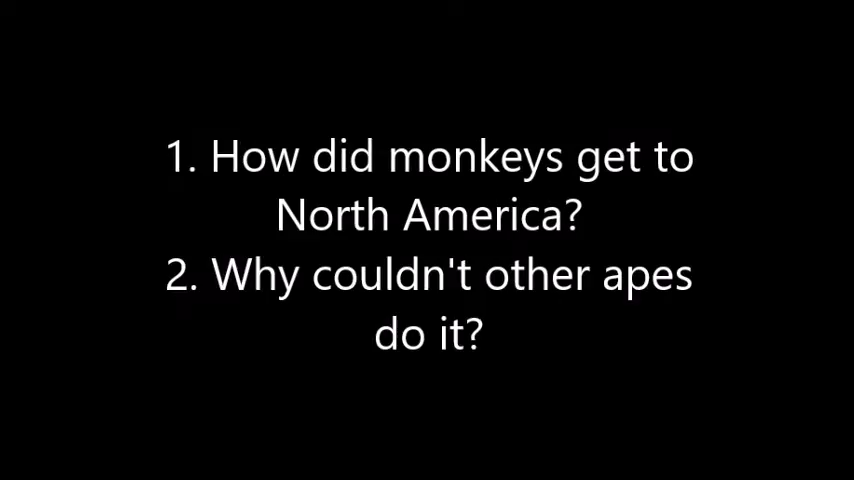 1. How did monkeys get to
North America?
2. Why couldn't other apes
do it?